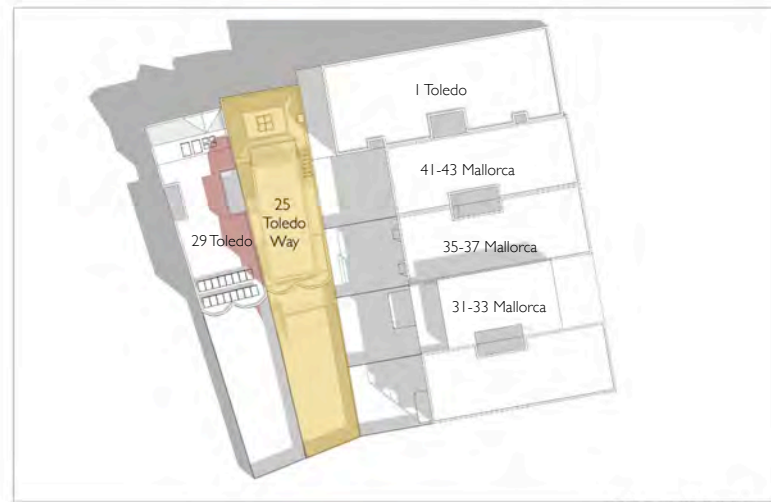 1 Toledo
41-43 Mallorca
25
Toledo
Way
29 Toledo
35-37 Mallorca
31-33 Mallorca